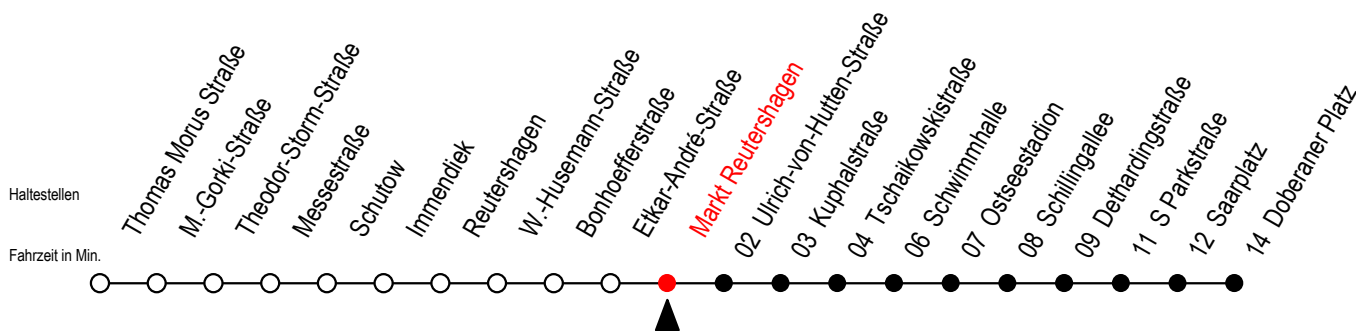 Haltestellen
Fahrzeit in Min.
Thomas Morus Straße
M.-Gorki-Straße
Theodor-Storm-Straße
Messestraße
Schutow
Immendiek
Reutershagen
W.-Husemann-Straße
Bonhoefferstraße
Etkar-André-Straße
Markt Reutershagen
02 Ulrich-von-Hutten-Straße
03 Kuphalstraße
04 Tschaikowskistraße
06 Schwimmhalle
07 Ostseestadion
08 Schillingallee
09 Dethardingstraße
11 S Parkstraße
12 Saarplatz
14 Doberaner Platz